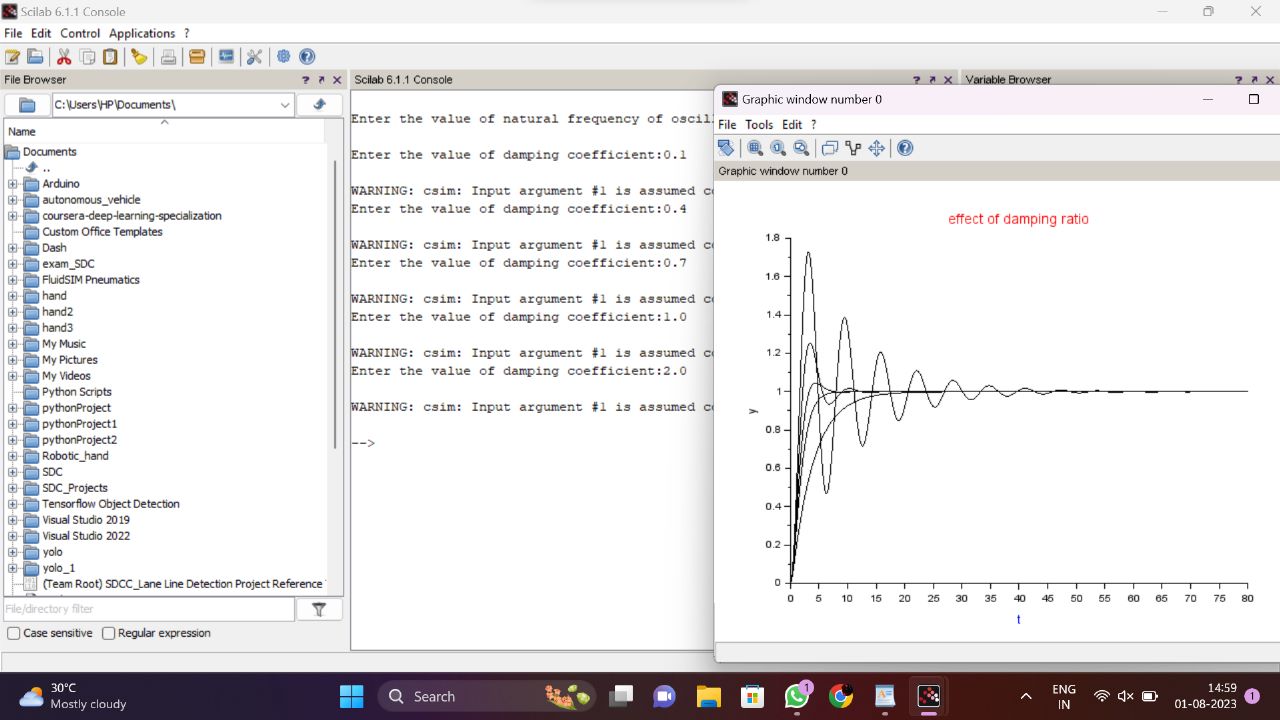 Scilab 6.1.1 Console
File Edit Control Applications ?
File Browser
Scilab 6.1.1 Console
Variable Browser
C:\Users\HP\Documents\
Name
Documents
..
Arduino
autonomous_vehicle
coursera-deep-learning-specialization
Custom Office Templates
Dash
exam_SDC
FluidSIM Pneumatics
hand
hand2
hand3
My Music
My Pictures
My Videos
Python Scripts
pythonProject
pythonProject1
pythonProject2
Robotic_hand
SDC
SDC_Projects
Tensorflow Object Detection
Visual Studio 2019
Visual Studio 2022
yolo
yolo_1
(Team Root) SDCC_Lane Line Detection Project Reference
File/directory filter
Case sensitive Regular expression
Enter the value of natural frequency of oscil
Enter the value of damping coefficient:0.1
WARNING: csim: Input argument #1 is assumed co
Enter the value of damping coefficient:0.4
WARNING: csim: Input argument #1 is assumed co
Enter the value of damping coefficient:0.7
WARNING: csim: Input argument #1 is assumed co
Enter the value of damping coefficient:1.0
WARNING: csim: Input argument #1 is assumed co
Enter the value of damping coefficient:2.0
WARNING: csim: Input argument #1 is assumed co
-->
Graphic window number 0
File Tools Edit ?
Graphic window number 0
effect of damping ratio
1.8
1.6
1.4
1.2
1
0.8
0.6
0.4
0.2
0
y
0 5 10 15 20 25 30 35 40 45 50 55 60 65 70 75 80
t
30°C
Mostly cloudy
Search
1
ENG
IN
14:59
01-08-2023
1